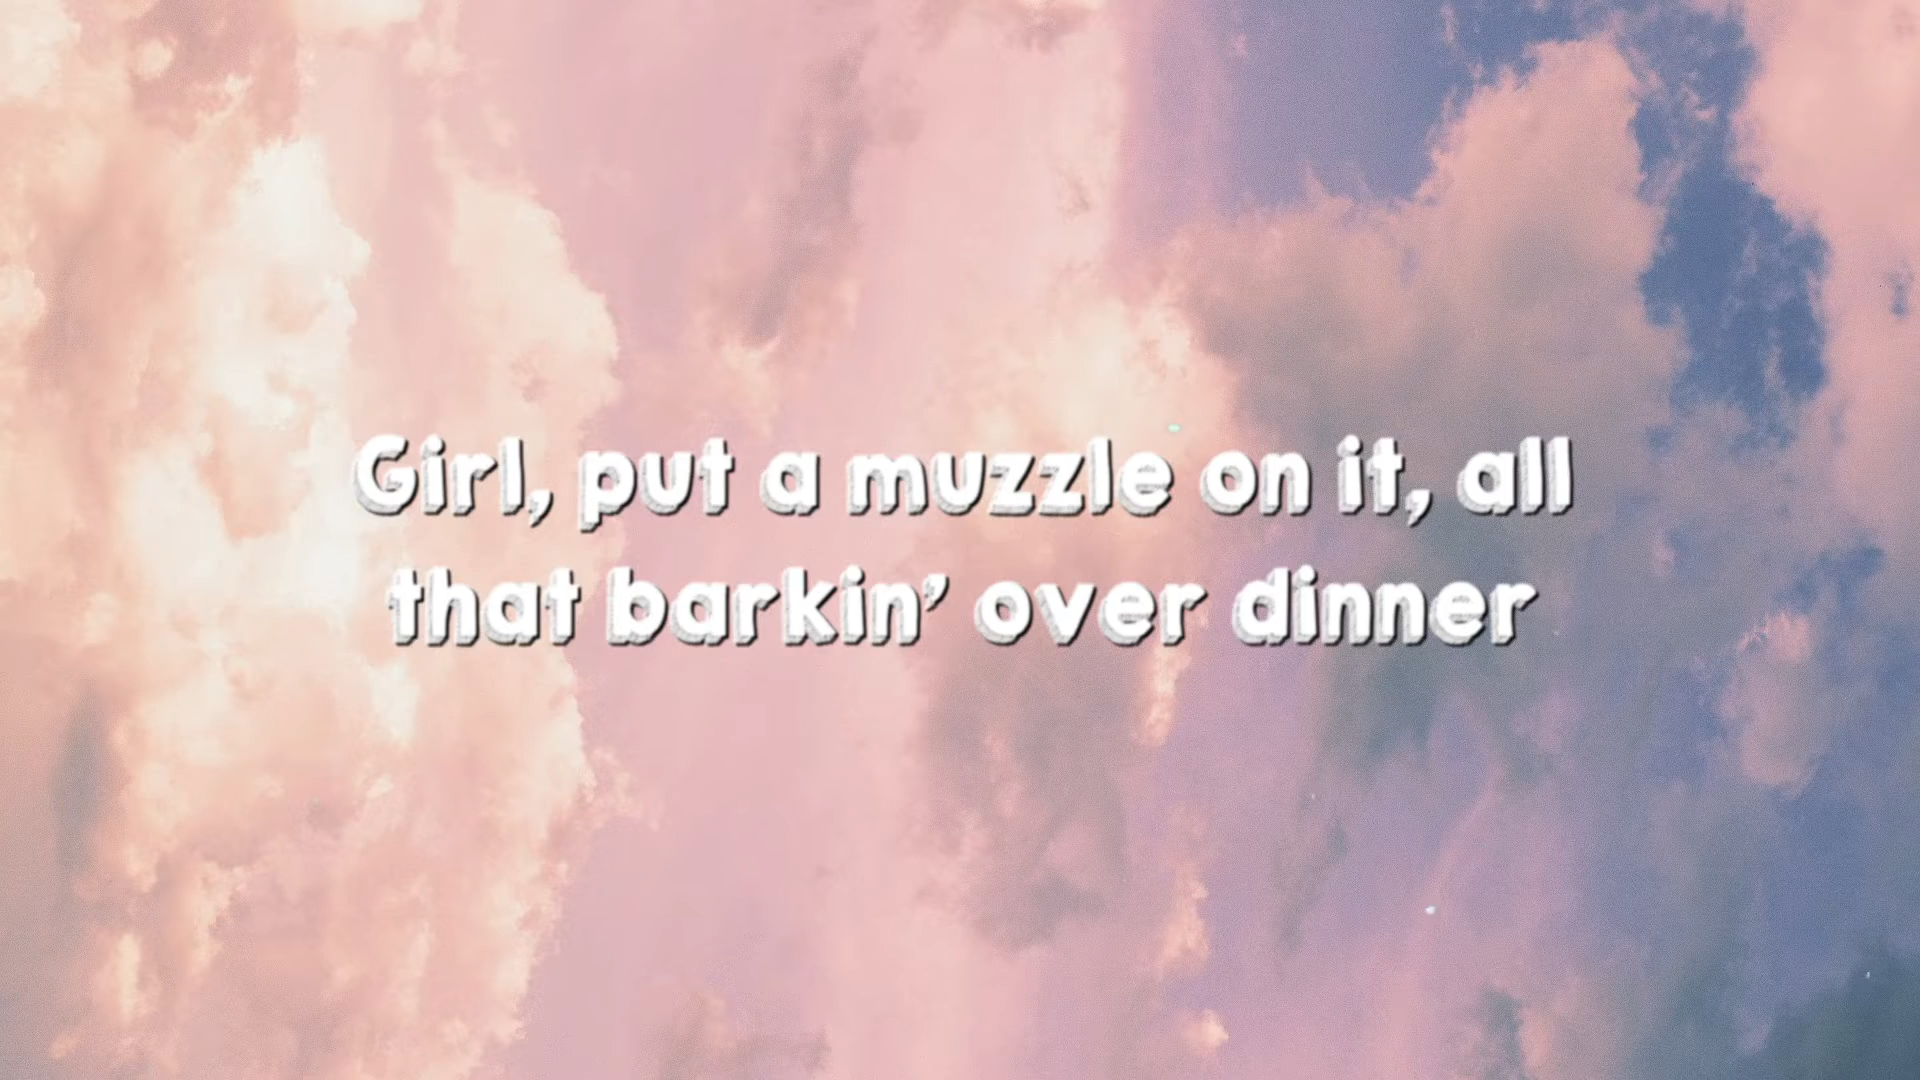 Girl, put a muzzle on it, all
that barkin’ over dinner